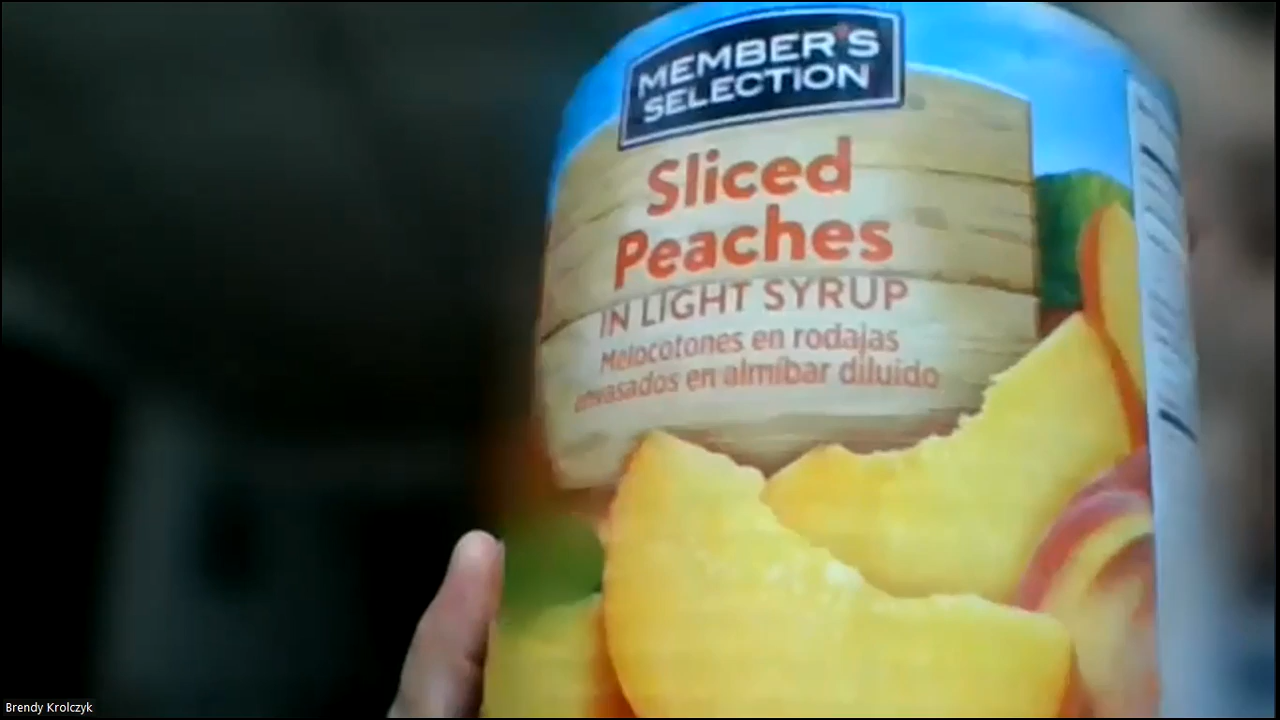 MEMBER'S
SELECTION
Sliced
Peaches
IN LIGHT SYRUP
Melocotones en rodajas
envasados en almíbar diluido
Brendy Krolczyk